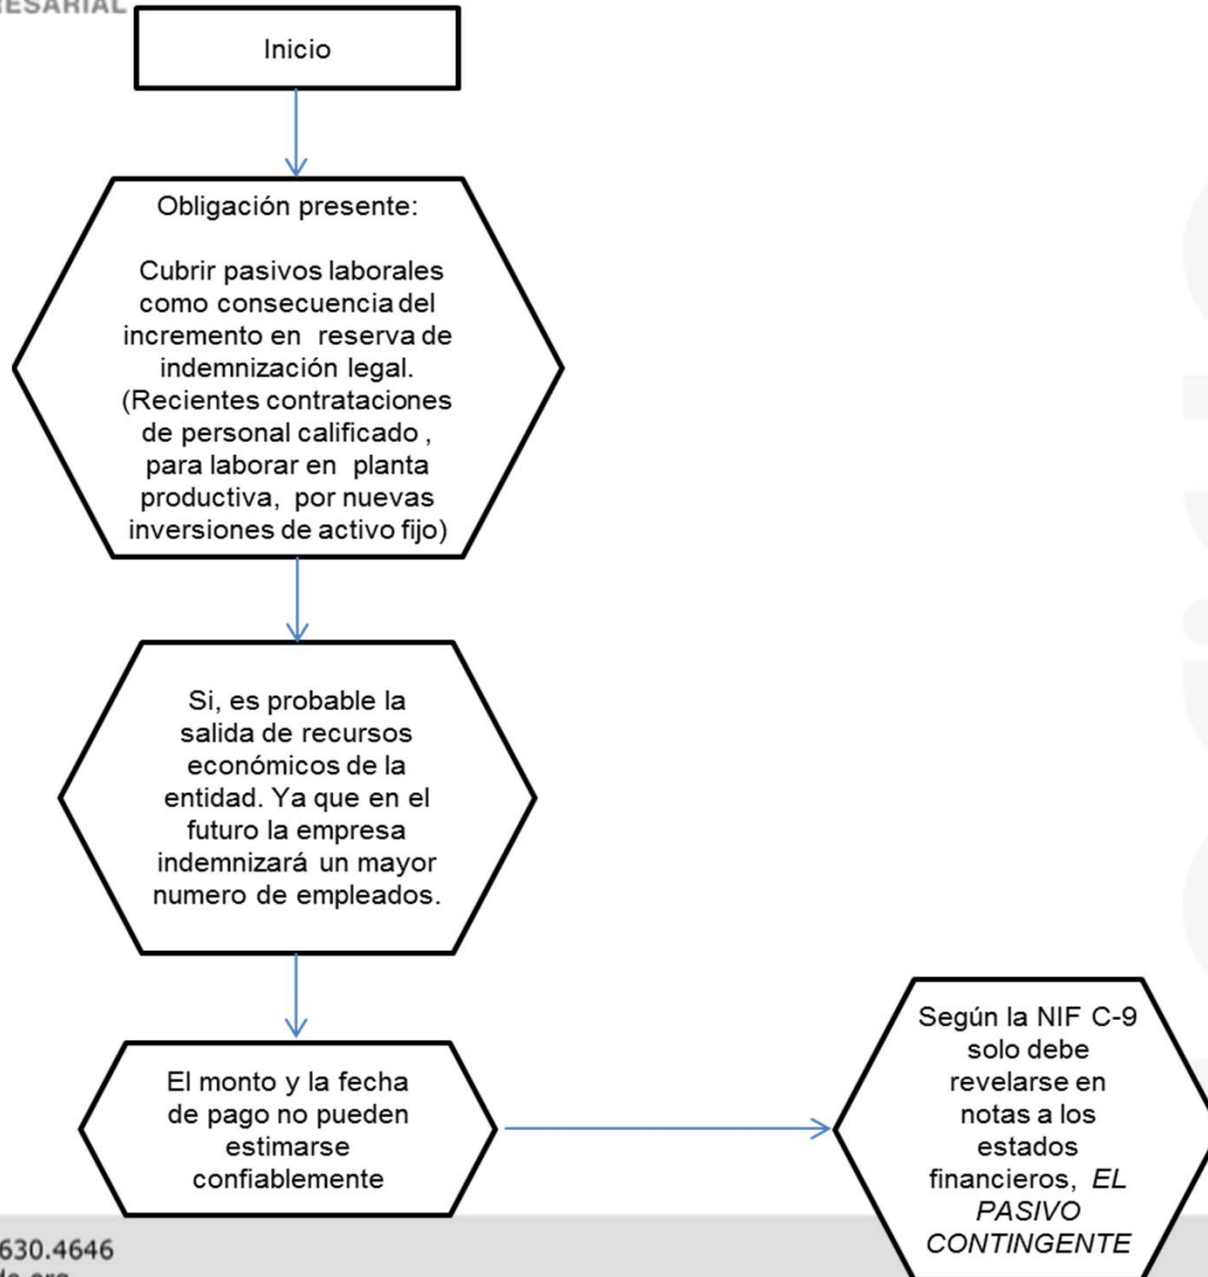 Inicio
Obligación presente:
Cubrir pasivos laborales
como consecuencia del
incremento en reserva de
indemnización legal.
(Recientes contrataciones
de personal calificado ,
para laborar en planta
productiva, por nuevas
inversiones de activo fijo)
Si, es probable la
salida de recursos
económicos de la
entidad. Ya que en el
futuro la empresa
indemnizará un mayor
numero de empleados.
El monto y la fecha
de pago no pueden
estimarse
confiablemente
Según la NIF C-9
solo debe
revelarse en
notas a los
estados
financieros, EL
PASIVO
CONTINGENTE
630.4646